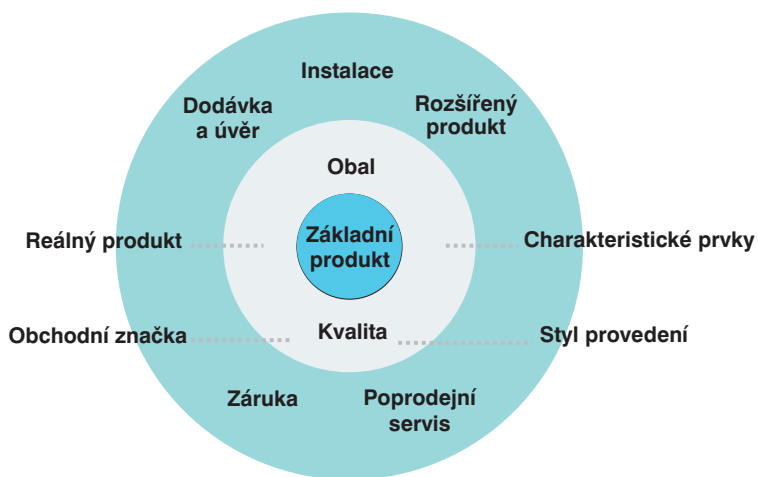 Instalace
Dodávka
a úvěr
Rozšířený
produkt
Obal
Reálný produkt
Základní
produkt
Charakteristické prvky
Obchodní značka
Kvalita
Styl provedení
Záruka
Poprodejní
servis